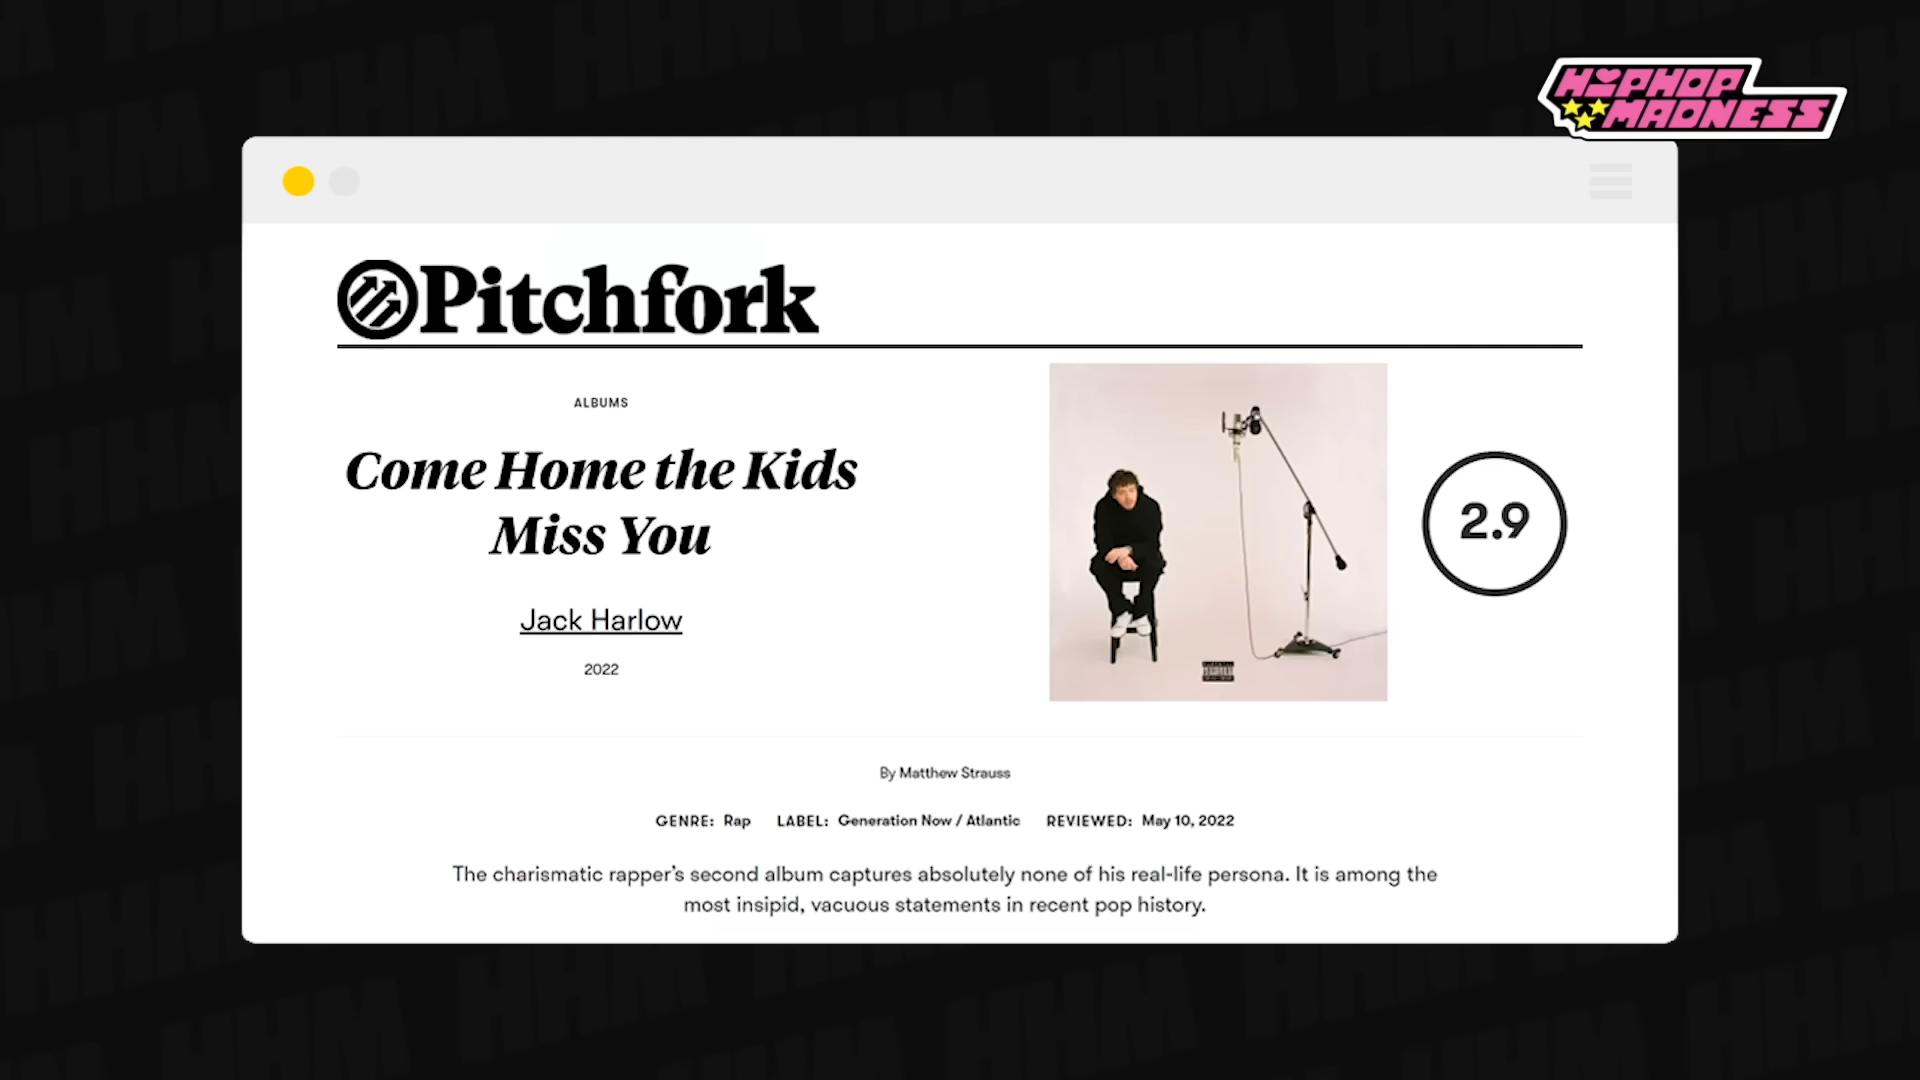 HIPHOP
MADNESS
Pitchfork
ALBUMS
Come Home the Kids
Miss You
Jack Harlow
2022
2.9
By Matthew Strauss
GENRE: Rap LABEL: Generation Now / Atlantic REVIEWED: May 10, 2022
The charismatic rapper's second album captures absolutely none of his real-life persona. It is among the
most insipid, vacuous statements in recent pop history.